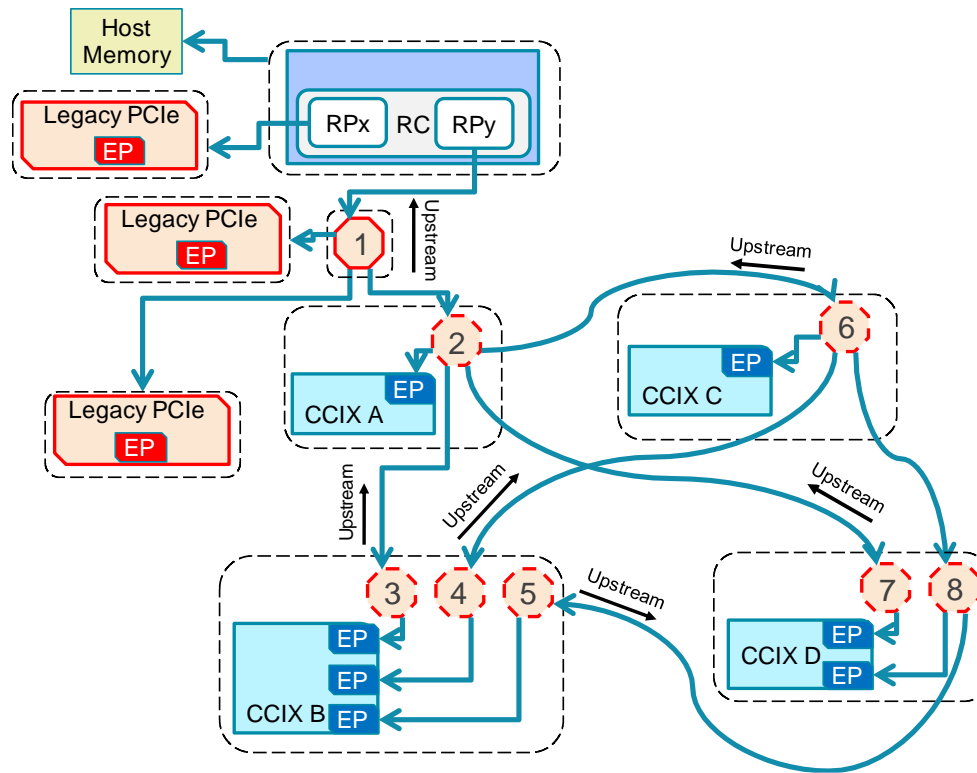 Host
Memory
RPx
RC
RPy
Legacy PCIe
EP
Legacy PCIe
EP
1
Upstream
Upstream
2
6
EP
CCIX A
EP
CCIX C
Legacy PCIe
EP
Upstream
Upstream
Upstream
3
4
5
Upstream
7
8
EP
EP
CCIX B
EP
EP
CCIX D
EP